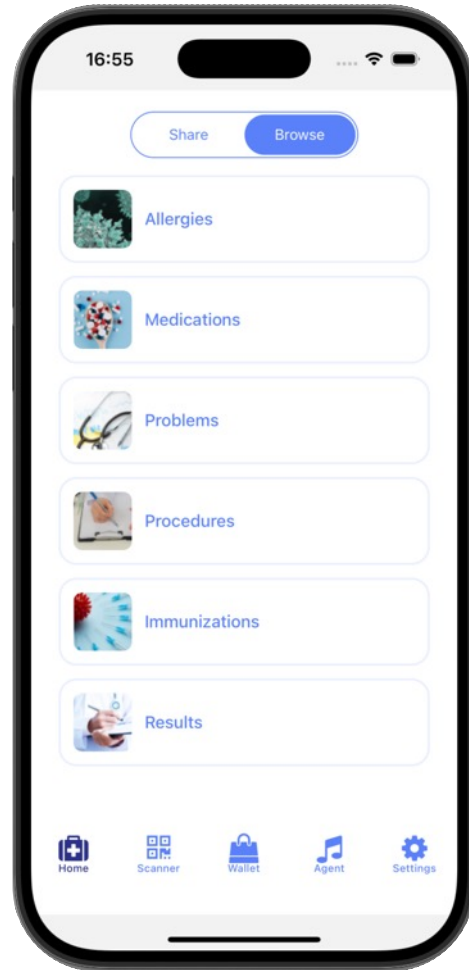 16:55
Share Browse
Allergies
Medications
Problems
Procedures
Immunizations
Results
Home Scanner Wallet Agent Settings